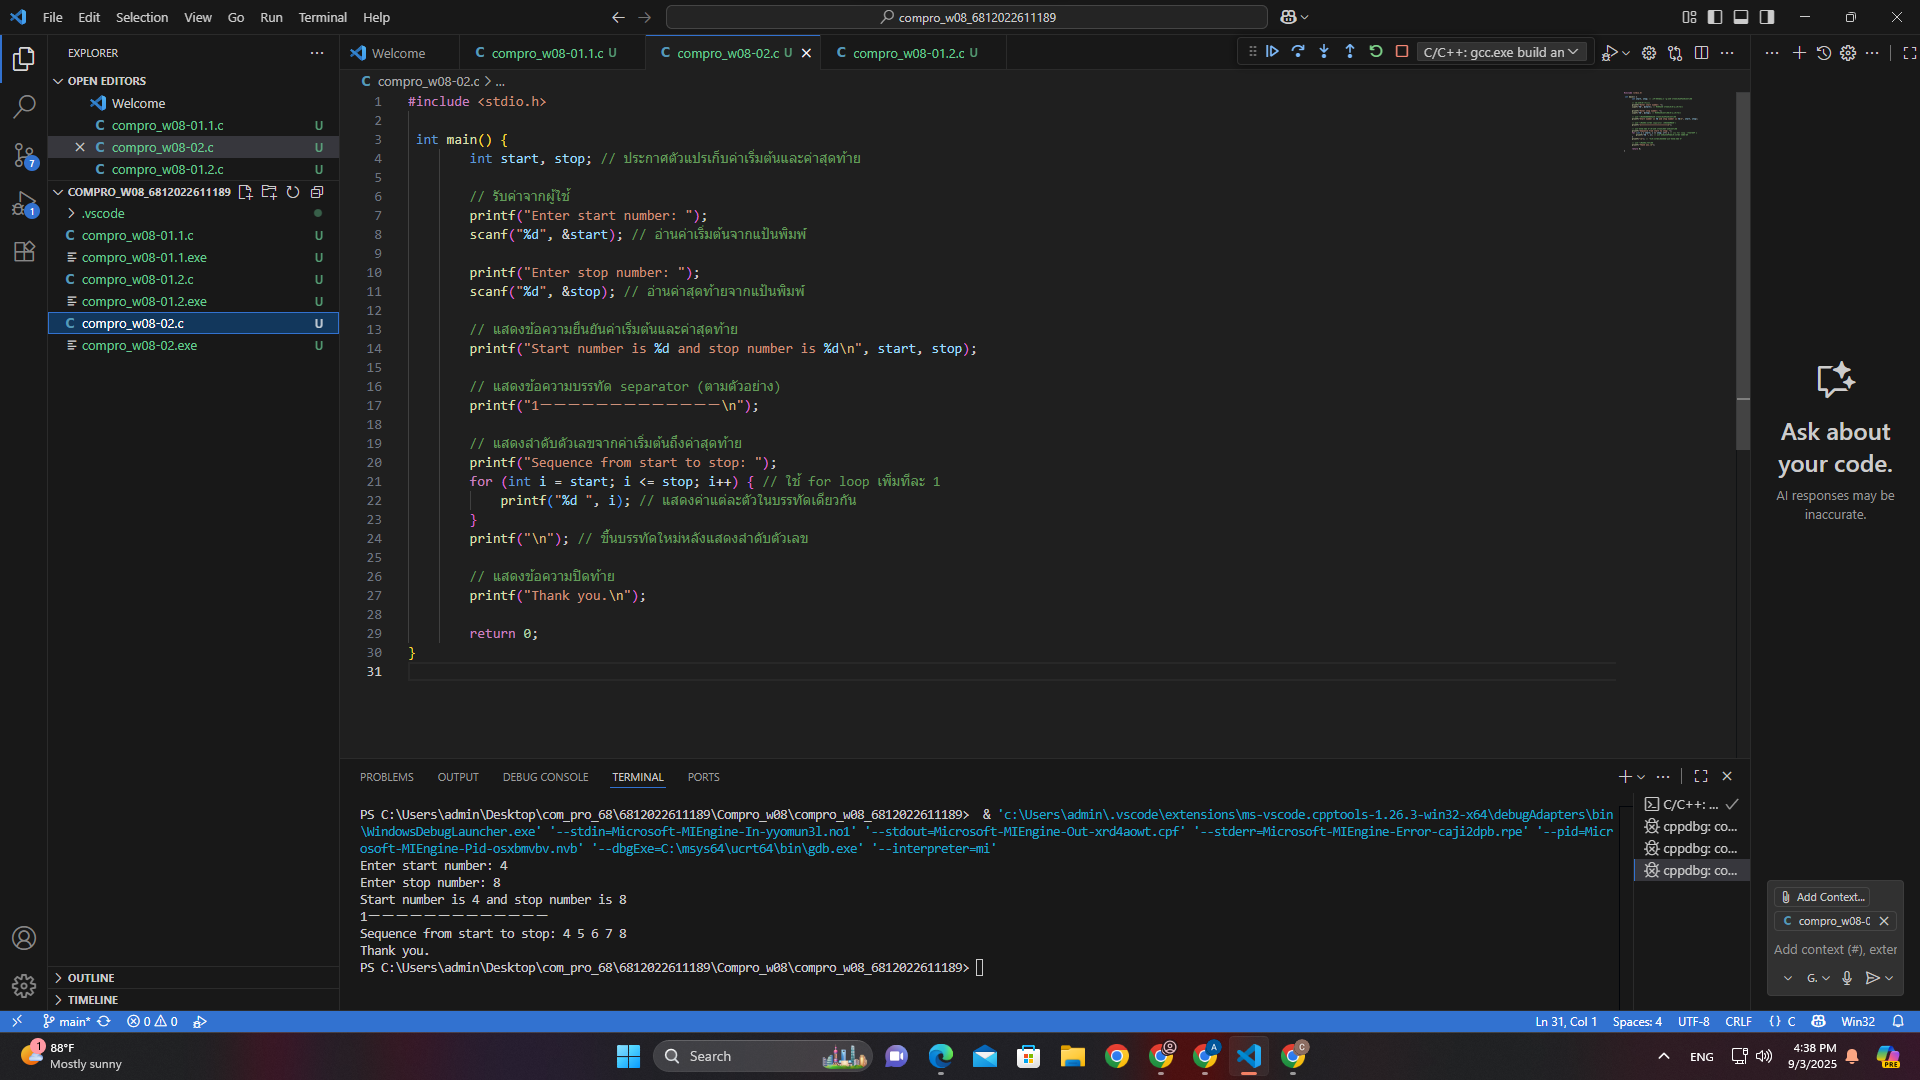 File Edit Selection View Go Run Terminal Help
compro_w08_6812022611189
EXPLORER
OPEN EDITORS
Welcome
compro_w08-01.1.c U
compro_w08-02.c U
compro_w08-01.2.c U
COMPRO_W08_6812022611189
.vscode
compro_w08-01.1.c U
compro_w08-01.1.exe U
compro_w08-01.2.c U
compro_w08-01.2.exe U
compro_w08-02.c U
compro_w08-02.exe U
OUTLINE
TIMELINE
7
1
Welcome
C compro_w08-01.1.c U
C compro_w08-02.c U
C compro_w08-01.2.c U
C/C++: gcc.exe build an
C compro_w08-02.c > ...
1 #include <stdio.h>
2
3 int main() {
4 int start, stop; // ประกาศตัวแปรเก็บค่าเริ่มต้นและค่าสุดท้าย
5
6 // รับค่าจากผู้ใช้
7 printf("Enter start number: ");
8 scanf("%d", &start); // อ่านค่าเริ่มต้นจากแป้นพิมพ์
9
10 printf("Enter stop number: ");
11 scanf("%d", &stop); // อ่านค่าสุดท้ายจากแป้นพิมพ์
12
13 // แสดงข้อความยืนยันค่าเริ่มต้นและค่าสุดท้าย
14 printf("Start number is %d and stop number is %d\n", start, stop);
15
16 // แสดงข้อความบรรทัด separator (ตามตัวอย่าง)
17 printf("1—————————————\n");
18
19 // แสดงลำดับตัวเลขจากค่าเริ่มต้นถึงค่าสุดท้าย
20 printf("Sequence from start to stop: ");
21 for (int i = start; i <= stop; i++) { // ใช้ for loop เพิ่มทีละ 1
22 printf("%d ", i); // แสดงค่าแต่ละตัวในบรรทัดเดียวกัน
23 }
24 printf("\n"); // ขึ้นบรรทัดใหม่หลังแสดงลำดับตัวเลข
25
26 // แสดงข้อความปิดท้าย
27 printf("Thank you.\n");
28
29 return 0;
30 }
31
PROBLEMS OUTPUT DEBUG CONSOLE TERMINAL PORTS
PS C:\Users\admin\Desktop\com_pro_68\6812022611189\Compro_w08\compro_w08_6812022611189> & 'c:\Users\admin\.vscode\extensions\ms-vscode.cpptools-1.26.3-win32-x64\debugAdapters\bin
\WindowsDebugLauncher.exe' '--stdin=Microsoft-MIEngine-In-yyomun3l.no1' '--stdout=Microsoft-MIEngine-Out-xrd4aowt.cpf' '--stderr=Microsoft-MIEngine-Error-caji2dpb.rpe' '--pid=Micr
osoft-MIEngine-Pid-osxbmvbv.nvb' '--dbgExe=C:\msys64\ucrt64\bin\gdb.exe' '--interpreter=mi'
Enter start number: 4
Enter stop number: 8
Start number is 4 and stop number is 8
1—————————————
Sequence from start to stop: 4 5 6 7 8
Thank you.
PS C:\Users\admin\Desktop\com_pro_68\6812022611189\Compro_w08\compro_w08_6812022611189>
C/C++: ...
cppdbg: co...
cppdbg: co...
cppdbg: co...
Ask about
your code.
AI responses may be
inaccurate.
Add Context...
C compro_w08-0
Add context (#), exter
G.
main* 0 0
Ln 31, Col 1 Spaces: 4 UTF-8 CRLF {} C Win32
1
88°F
Mostly sunny
Search
A
C
ENG
4:38 PM
9/3/2025
PRE